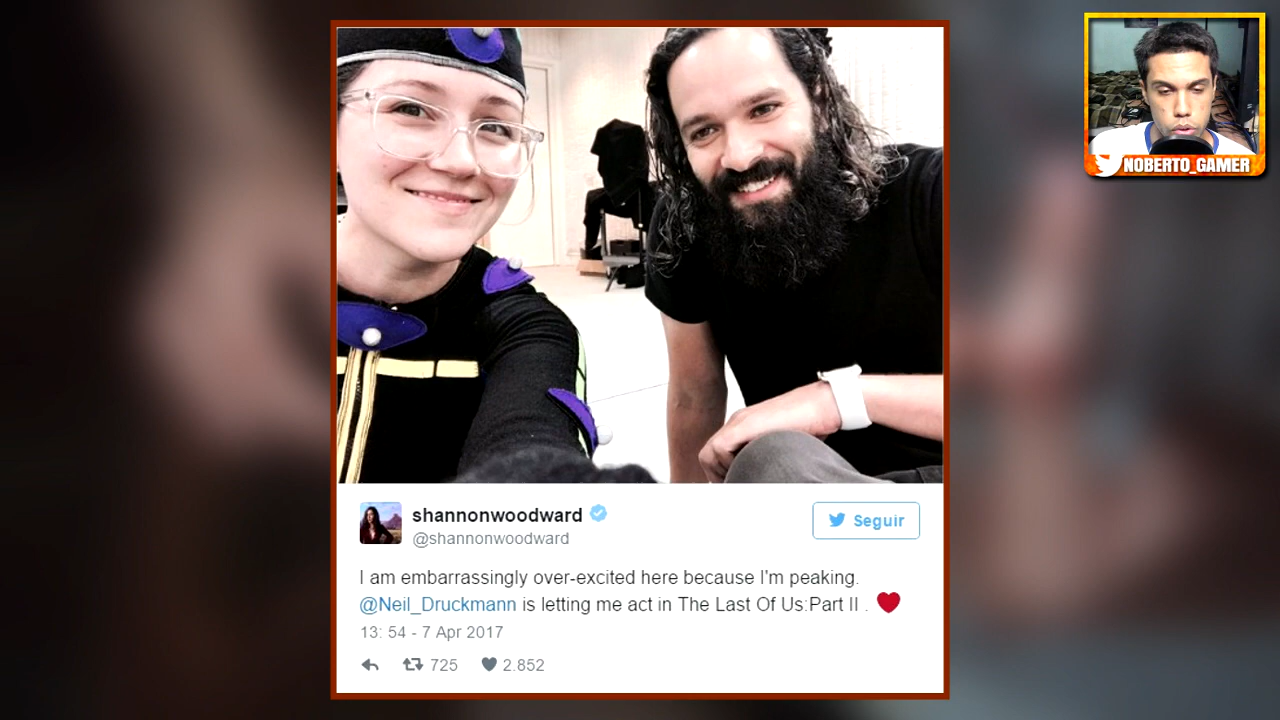 NOBERTO_GAMER
shannonwoodward
@shannonwoodward
Seguir
I am embarrassingly over-excited here because I'm peaking.
@Neil_Druckmann is letting me act in The Last Of Us:Part II . ❤
13: 54 - 7 Apr 2017
725 2.852